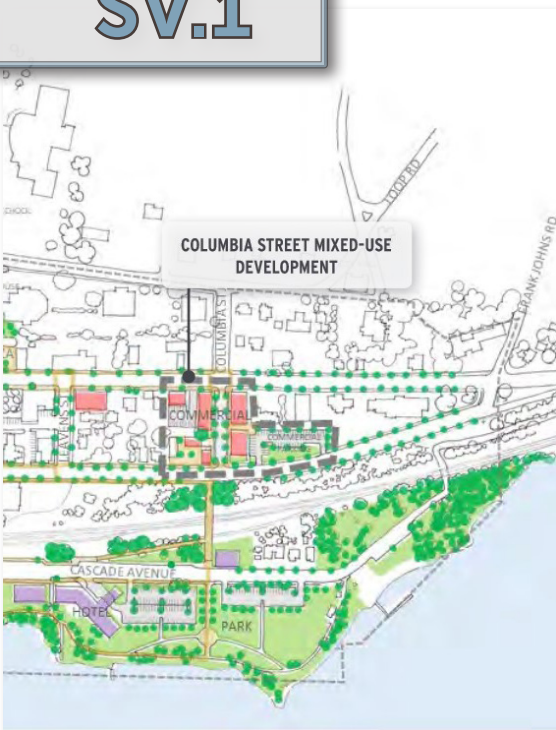 SV.1
LOOP RD
FRANK JOHNS RD
COLUMBIA STREET MIXED-USE
DEVELOPMENT
COLUMBIA S
COMMERCIAL
COMMERCIAL
CASCADE AVENUE
HOTEL
PARK